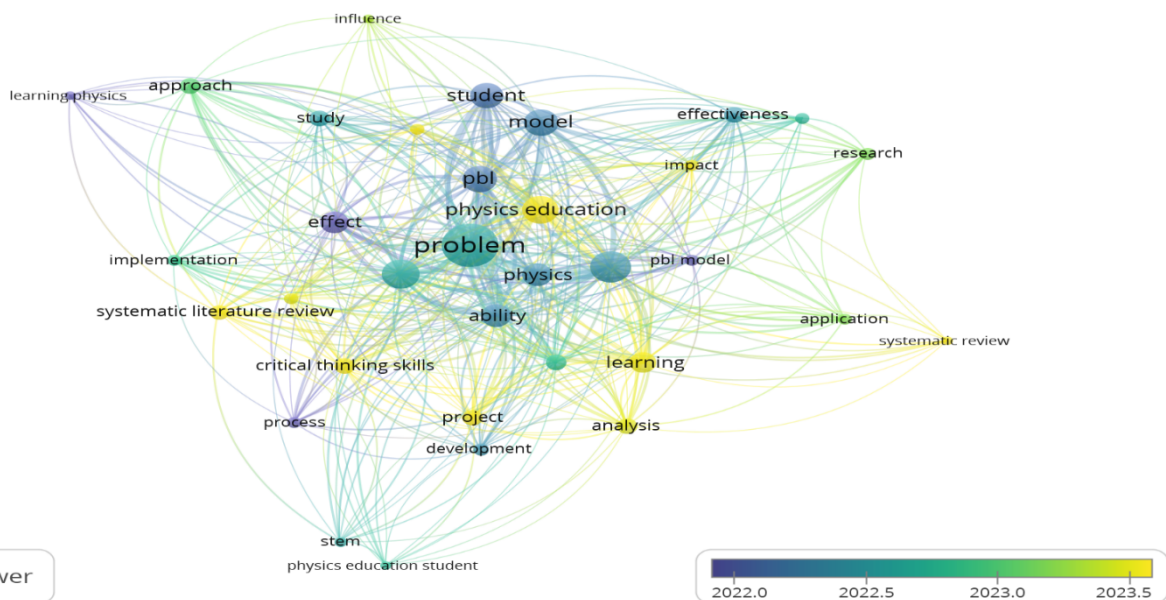 influence
approach
learning physics
student
study
model
effectiveness
research
impact
pbl
physics education
effect
problem
implementation
pbl model
physics
systematic literature review
ability
application
systematic review
critical thinking skills
learning
project
process
analysis
development
stem
physics education student
2022.0 2022.5 2023.0 2023.5